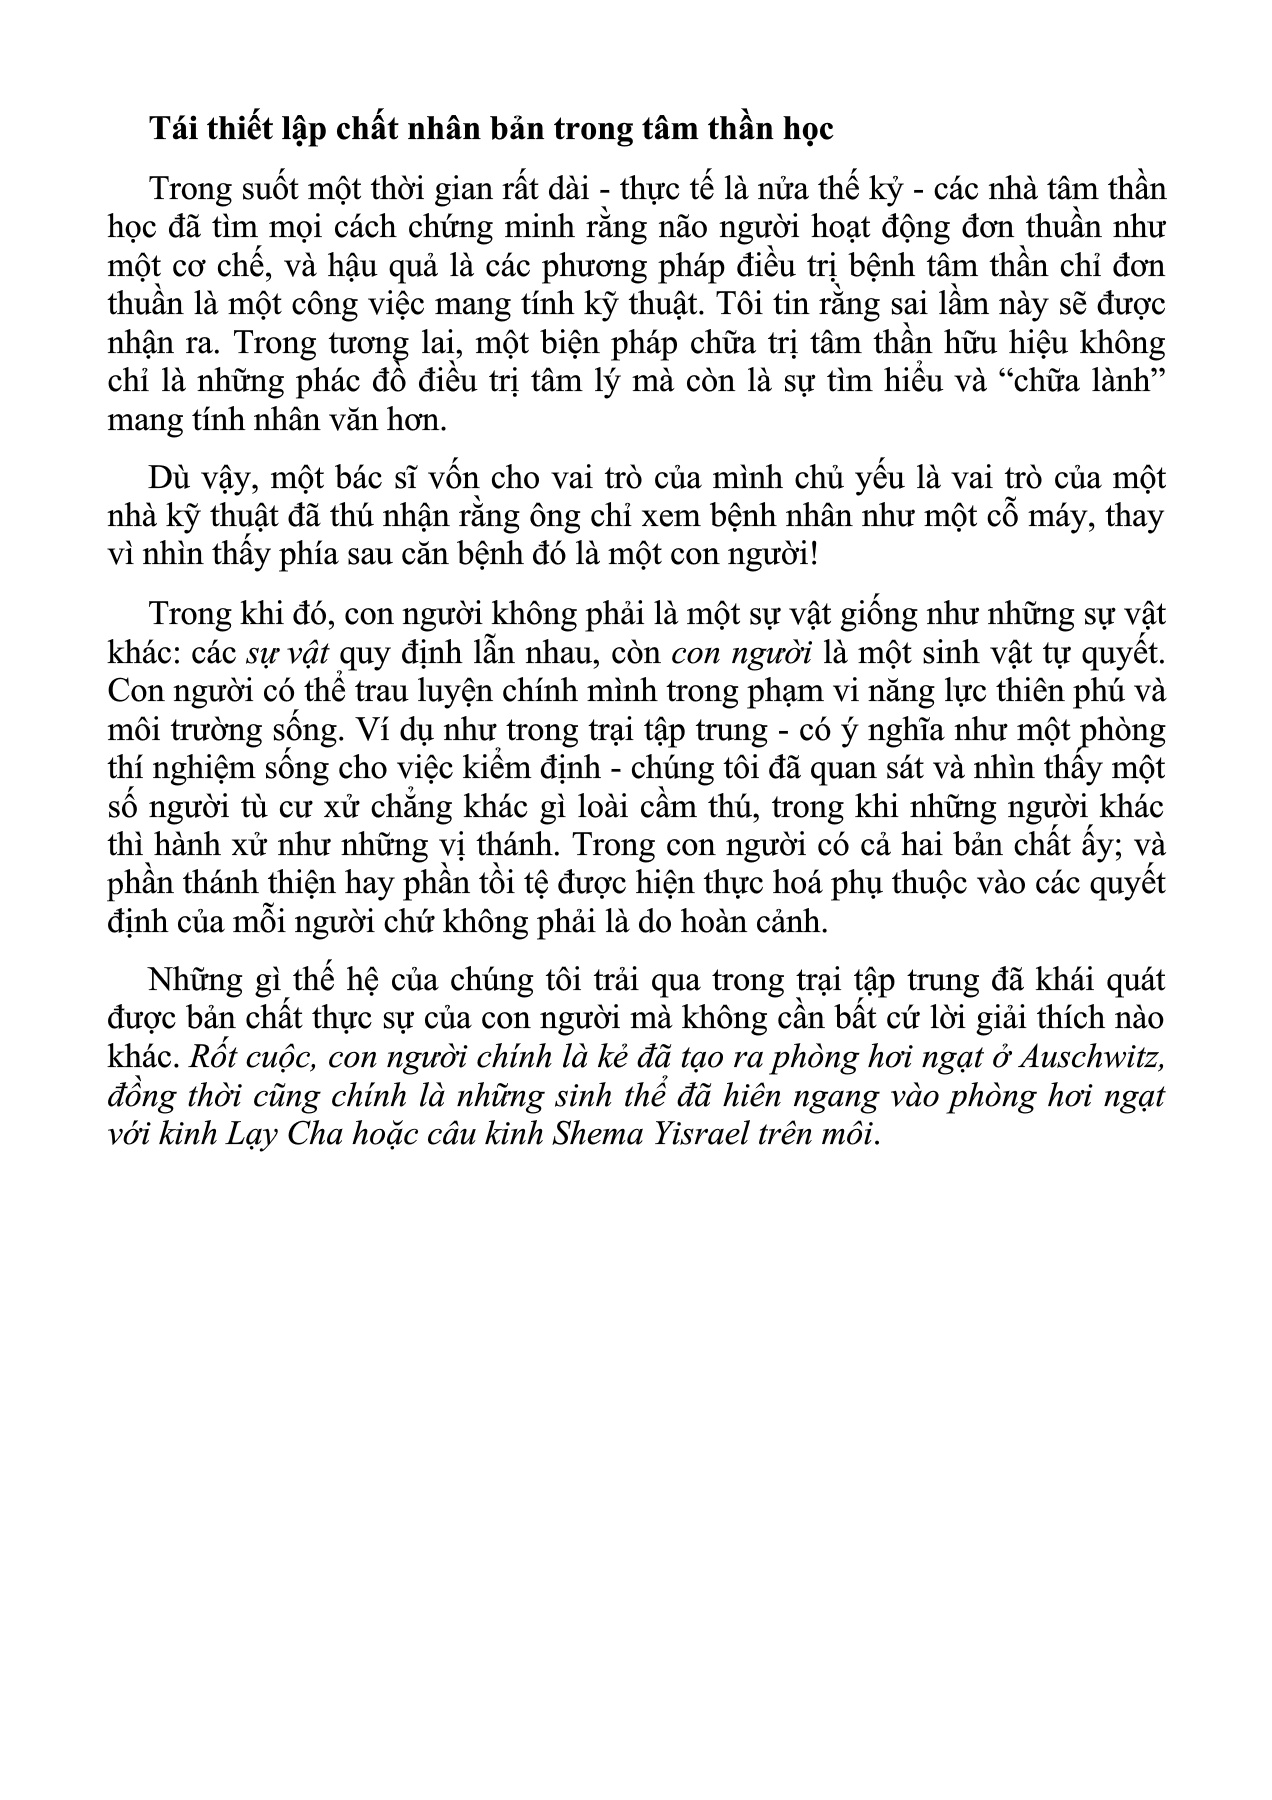 Tái thiết lập chất nhân bản trong tâm thần học
Trong suốt một thời gian rất dài - thực tế là nửa thế kỷ - các nhà tâm thần
học đã tìm mọi cách chứng minh rằng não người hoạt động đơn thuần như
một cơ chế, và hậu quả là các phương pháp điều trị bệnh tâm thần chỉ đơn
thuần là một công việc mang tính kỹ thuật. Tôi tin rằng sai lầm này sẽ được
nhận ra. Trong tương lai, một biện pháp chữa trị tâm thần hữu hiệu không
chỉ là những phác đồ điều trị tâm lý mà còn là sự tìm hiểu và “chữa lành”
mang tính nhân văn hơn.
Dù vậy, một bác sĩ vốn cho vai trò của mình chủ yếu là vai trò của một
nhà kỹ thuật đã thú nhận rằng ông chỉ xem bệnh nhân như một cỗ máy, thay
vì nhìn thấy phía sau căn bệnh đó là một con người!
Trong khi đó, con người không phải là một sự vật giống như những sự vật
khác: các sự vật quy định lẫn nhau, còn con người là một sinh vật tự quyết.
Con người có thể trau luyện chính mình trong phạm vi năng lực thiên phú và
môi trường sống. Ví dụ như trong trại tập trung - có ý nghĩa như một phòng
thí nghiệm sống cho việc kiểm định - chúng tôi đã quan sát và nhìn thấy một
số người tù cư xử chẳng khác gì loài cầm thú, trong khi những người khác
thì hành xử như những vị thánh. Trong con người có cả hai bản chất ấy; và
phần thánh thiện hay phần tồi tệ được hiện thực hoá phụ thuộc vào các quyết
định của mỗi người chứ không phải là do hoàn cảnh.
Những gì thế hệ của chúng tôi trải qua trong trại tập trung đã khái quát
được bản chất thực sự của con người mà không cần bất cứ lời giải thích nào
khác. Rốt cuộc, con người chính là kẻ đã tạo ra phòng hơi ngạt ở Auschwitz,
đồng thời cũng chính là những sinh thể đã hiên ngang vào phòng hơi ngạt
với kinh Lạy Cha hoặc câu kinh Shema Yisrael trên môi.